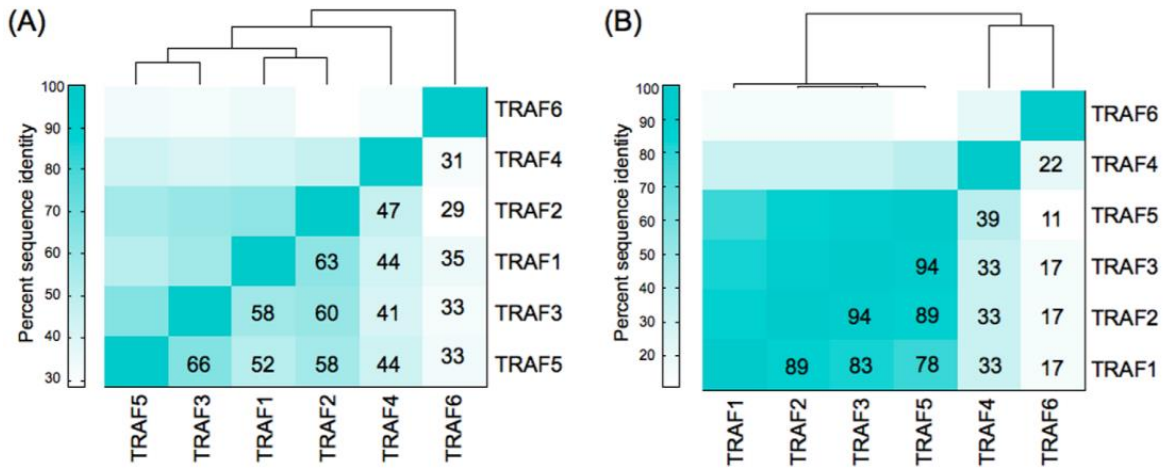 (A)
Percent sequence identity
100
90
80
70
60
50
40
30
TRAF6
31 TRAF4
47 29 TRAF2
63 44 35 TRAF1
58 60 41 33 TRAF3
66 52 58 44 33 TRAF5
TRAF5 TRAF3 TRAF1 TRAF2 TRAF4 TRAF6
(B)
Percent sequence identity
100
90
80
70
60
50
40
30
20
TRAF6
22 TRAF4
39 11 TRAF5
94 33 17 TRAF3
94 89 33 17 TRAF2
89 83 78 33 17 TRAF1
TRAF1 TRAF2 TRAF3 TRAF5 TRAF4 TRAF6